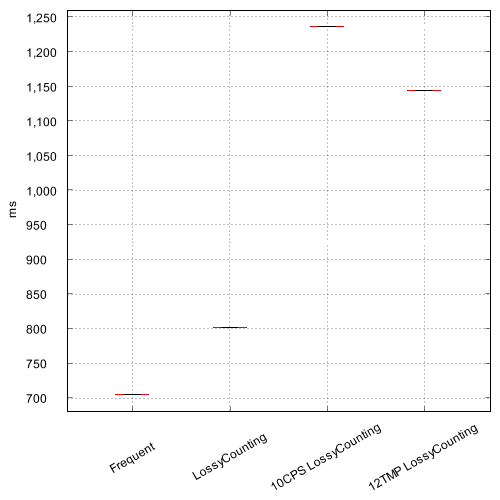 1,250
1,200
1,150
1,100
1,050
1,000
950
900
850
800
750
700
ms
Frequent
LossyCounting
10CPS LossyCounting
12TMP LossyCounting